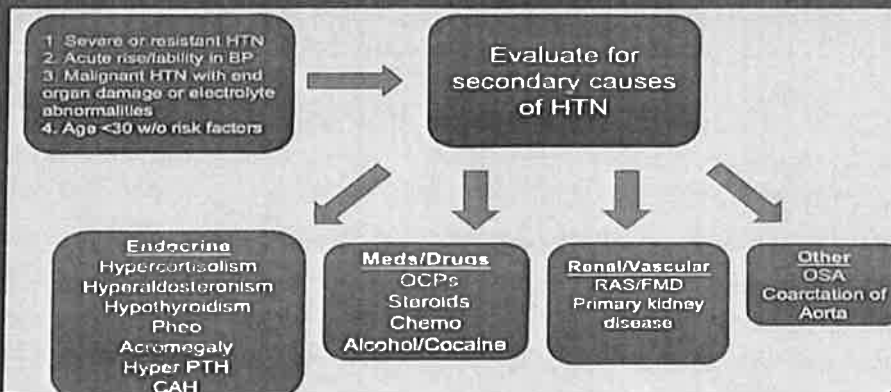 1 Severe or resistant HTN
2. Acute rise/lability in BP
3. Malignant HTN with end
organ damage or electrolyte
abnormalities
4. Age <30 w/o risk factors
Evaluate for
secondary causes
of HTN
Endocrine
Hypercortisolism
Hyperaldosteronism
Hypothyroidism
Pheo
Acromegaly
Hyper PTH
CAH
Meds/Drugs
OCPs
Steroids
Chemo
Alcohol/Cocaine
Renal/Vascular
RAS/FMD
Primary kidney
disease
Other
OSA
Coarctation of
Aorta